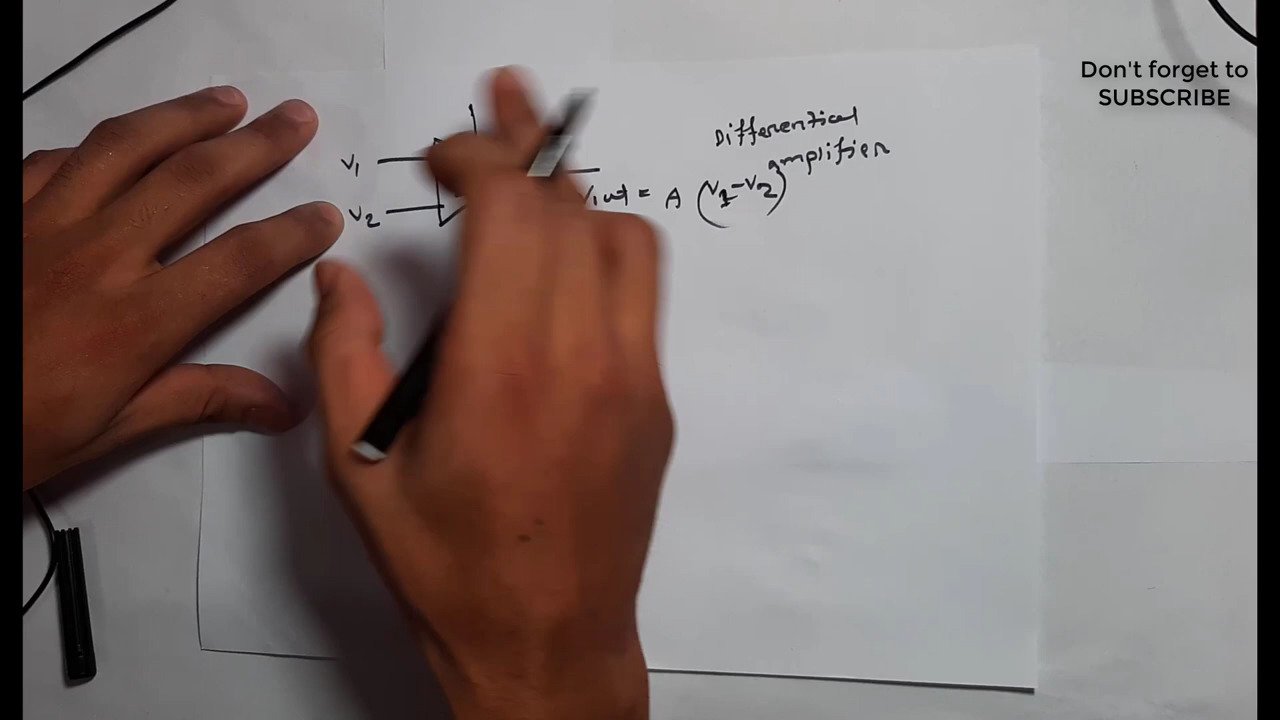 Don't forget to
SUBSCRIBE
Differential
amplifier
V1
V2
= A (V1-V2)